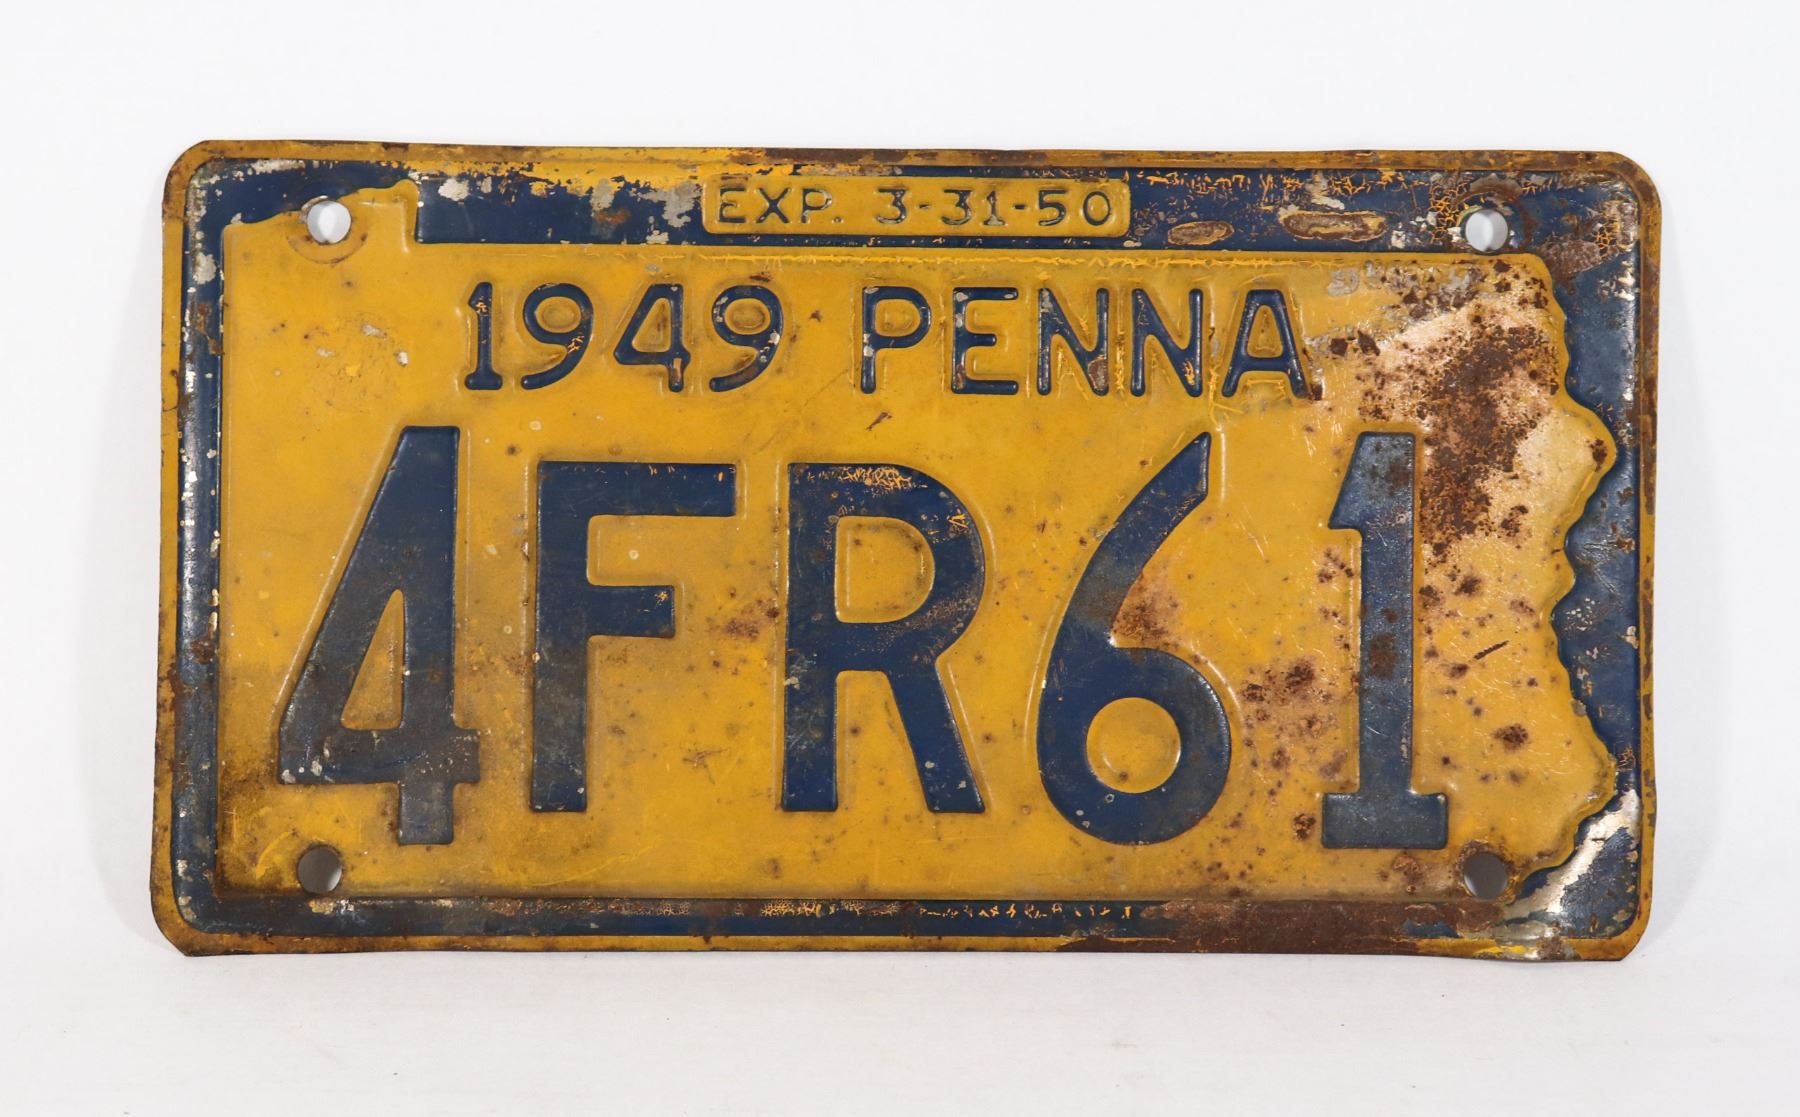 EXP. 3-31-50
1949 PENNA
4FR61